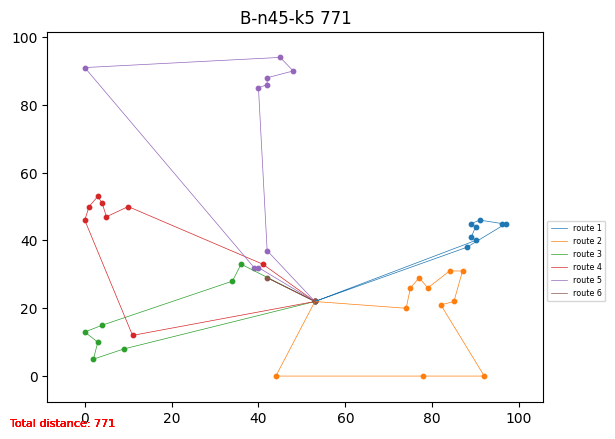 B-n45-k5 771
100
80
60
40
20
0
0 20 40 60 80 100
route 1
route 2
route 3
route 4
route 5
route 6
Total distance: 771